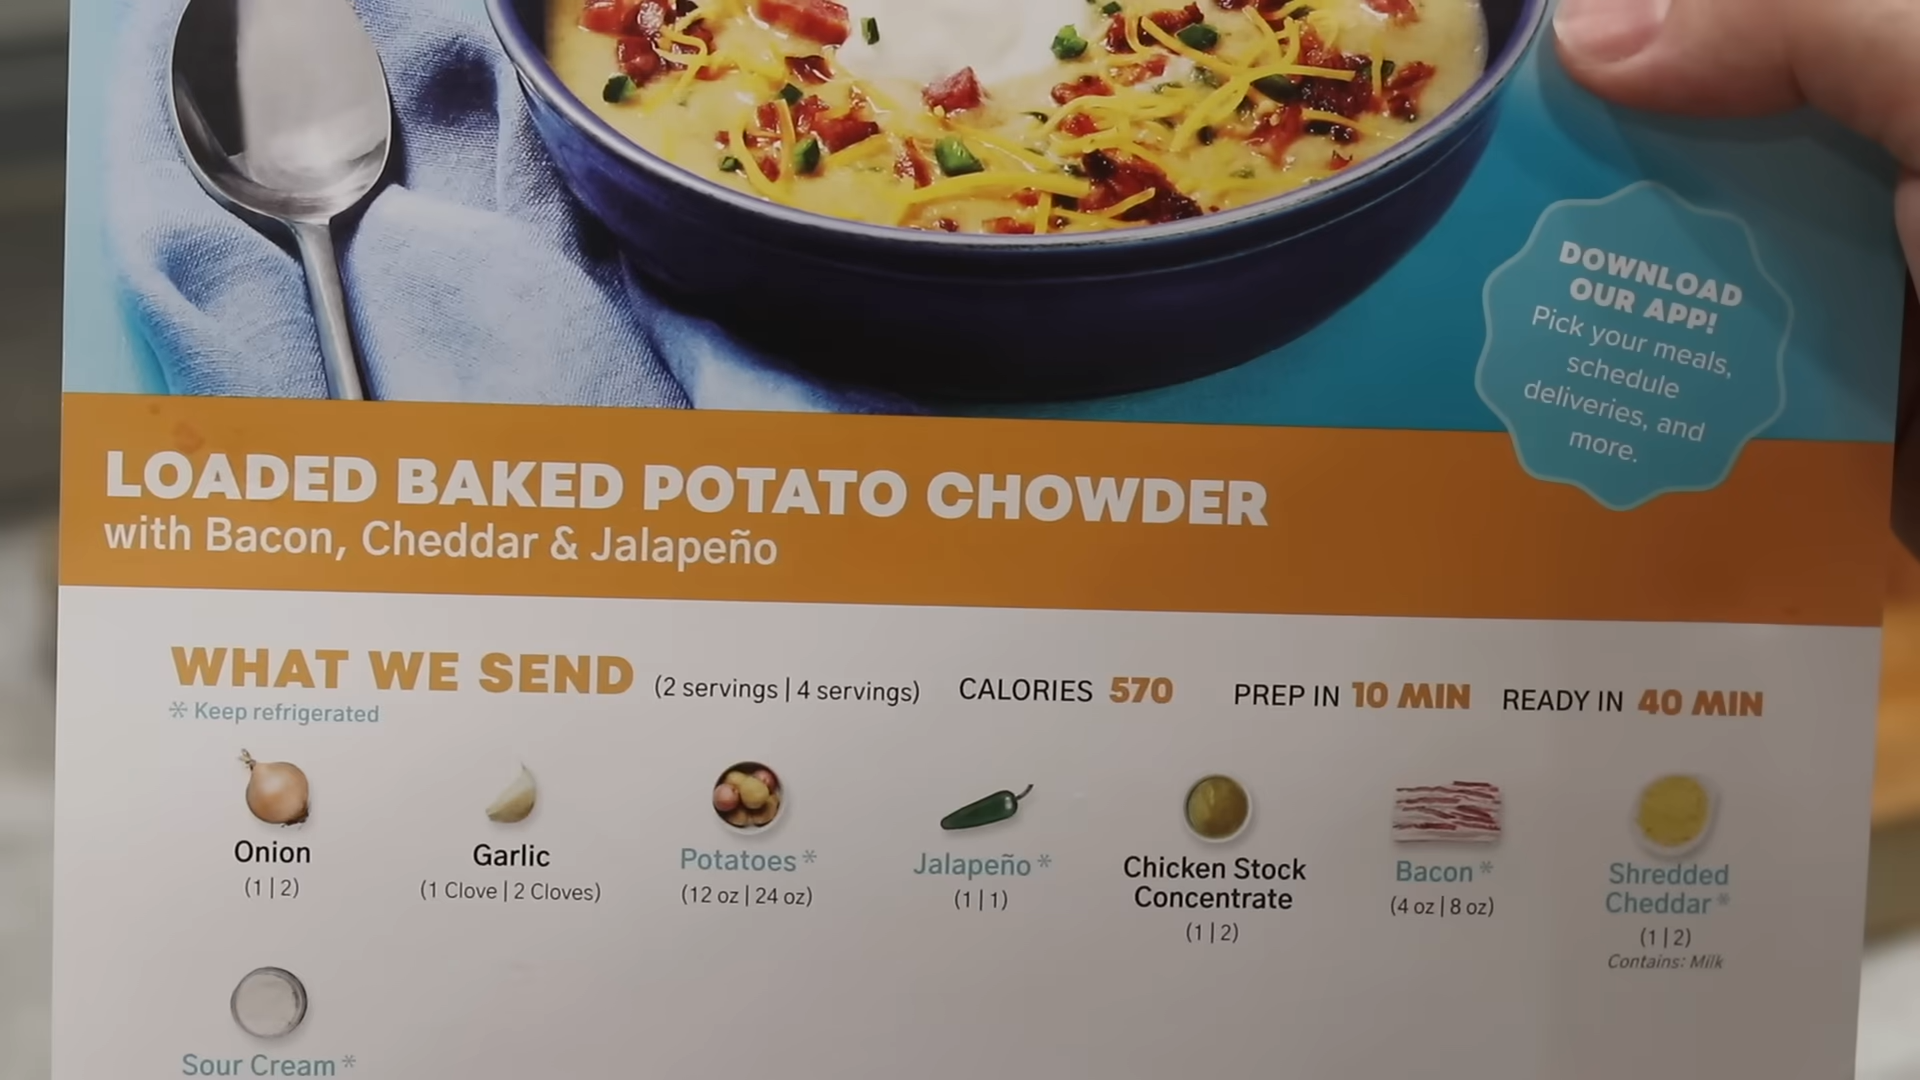 DOWNLOAD
OUR APP!
Pick your meals,
schedule
deliveries, and
more.
LOADED BAKED POTATO CHOWDER
with Bacon, Cheddar & Jalapeño
WHAT WE SEND (2 servings | 4 servings) CALORIES 570 PREP IN 10 MIN READY IN 40 MIN
* Keep refrigerated
Onion
(1 | 2)
Garlic
(1 Clove | 2 Cloves)
Potatoes *
(12 oz | 24 oz)
Jalapeño *
(1 | 1)
Chicken Stock
Concentrate
(1 | 2)
Bacon *
(4 oz | 8 oz)
Shredded
Cheddar *
(1 | 2)
Contains: Milk
Sour Cream *